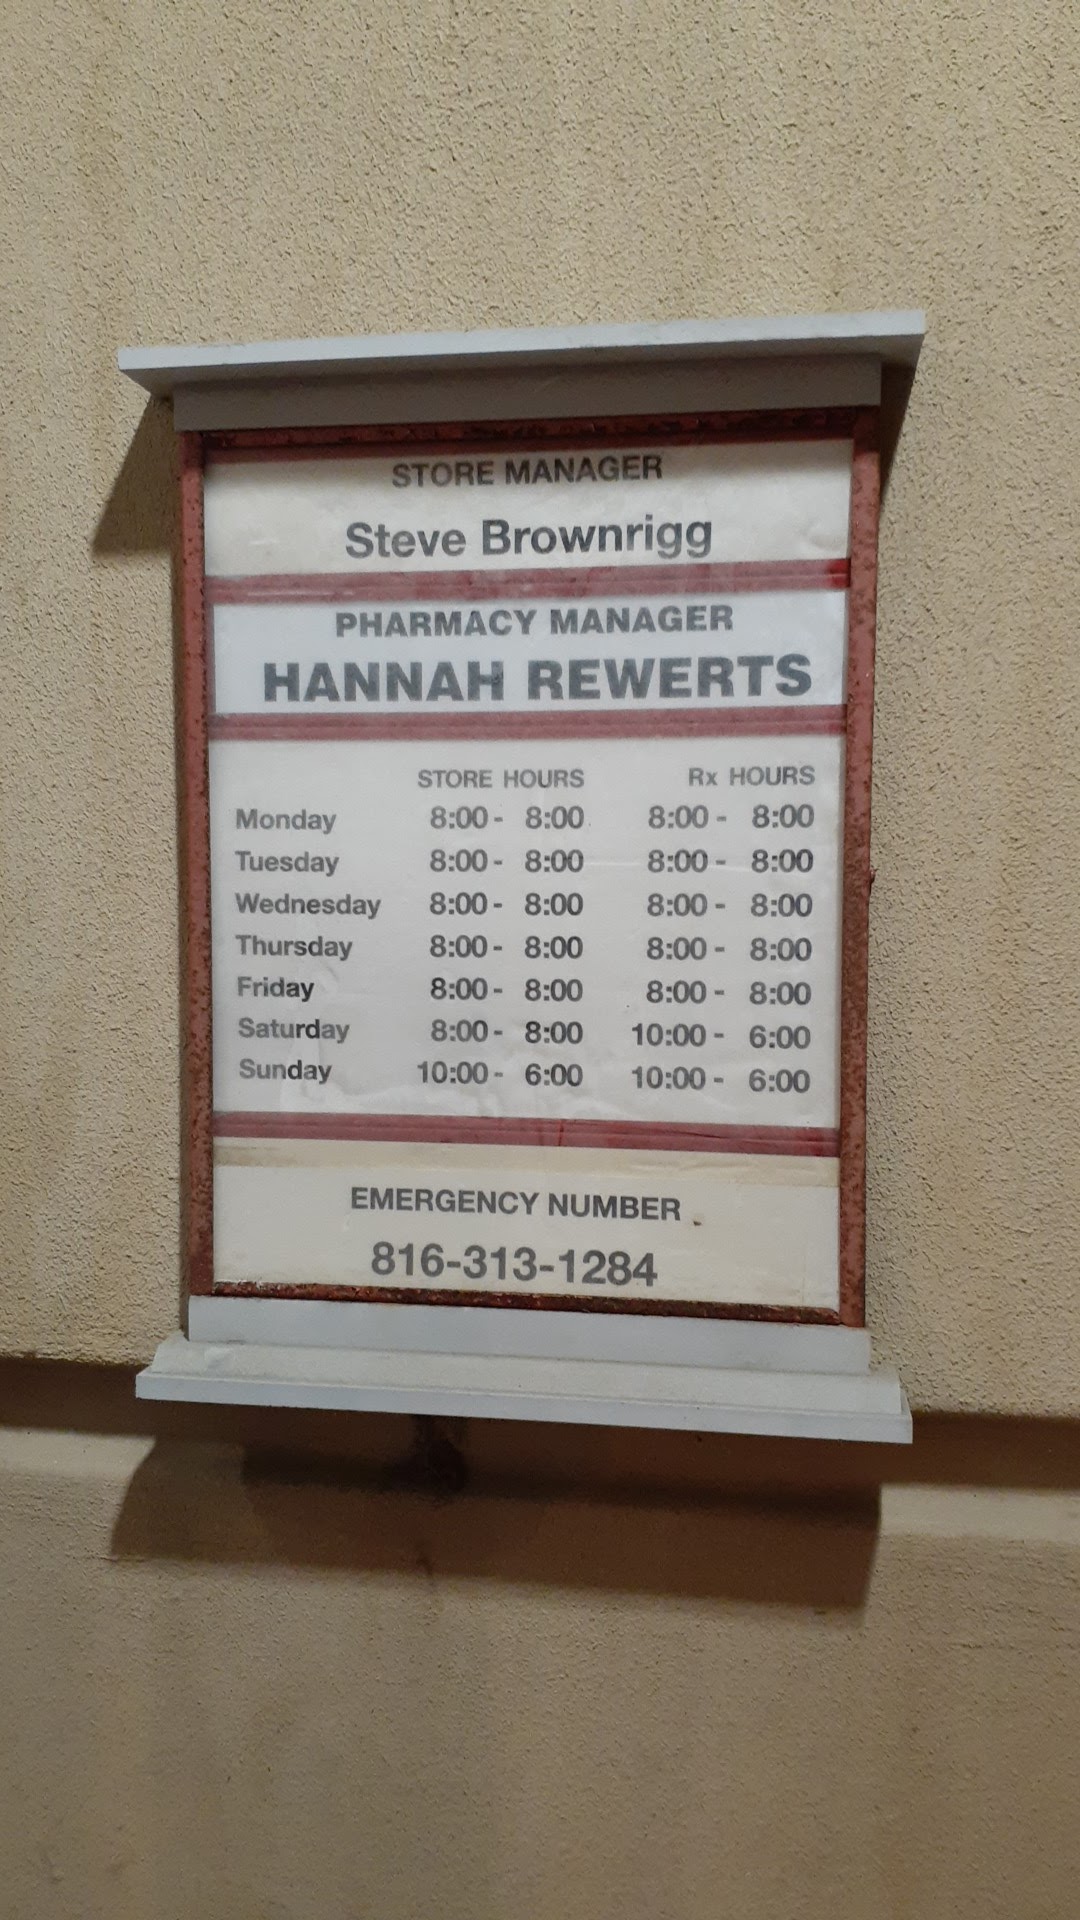 STORE MANAGER
Steve Brownrigg
PHARMACY MANAGER
HANNAH REWERTS
STORE HOURS Rx HOURS
Monday 8:00 - 8:00 8:00 - 8:00
Tuesday 8:00 - 8:00 8:00 - 8:00
Wednesday 8:00 - 8:00 8:00 - 8:00
Thursday 8:00 - 8:00 8:00 - 8:00
Friday 8:00 - 8:00 8:00 - 8:00
Saturday 8:00 - 8:00 10:00 - 6:00
Sunday 10:00 - 6:00 10:00 - 6:00
EMERGENCY NUMBER
816-313-1284